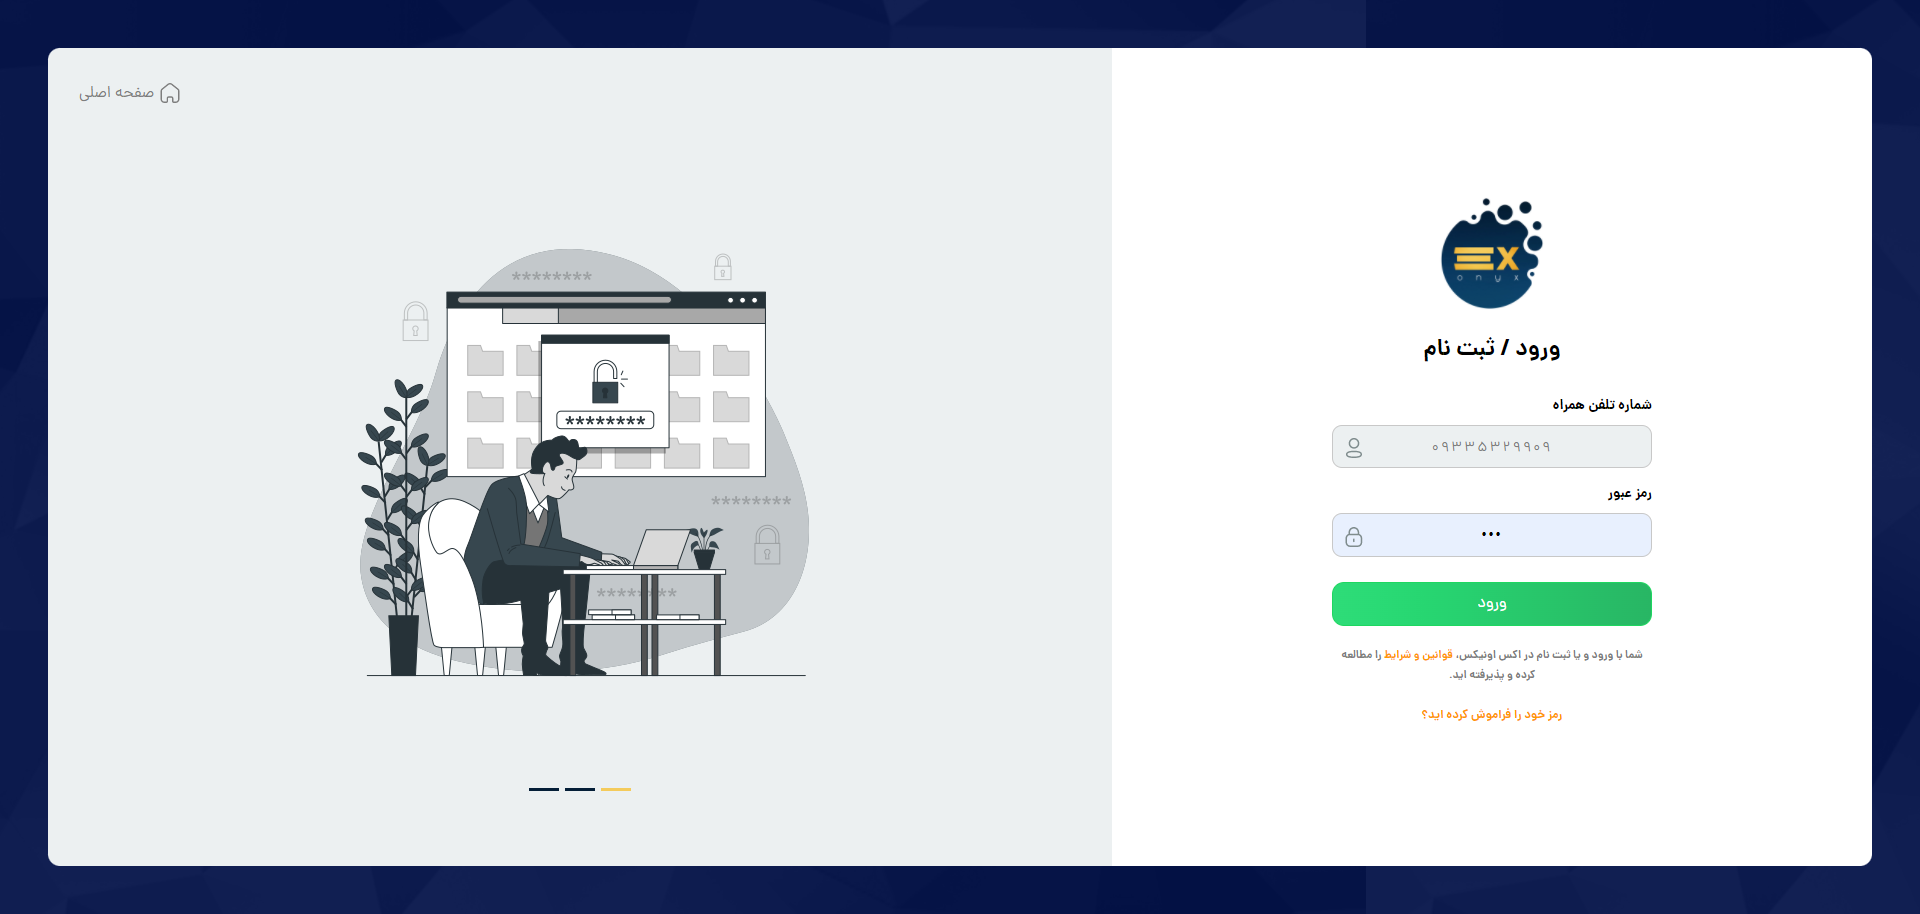 صفحه اصلی
********
********
********
********
EX
onyx
ورود / ثبت نام
شماره تلفن همراه
۰۹۳۳۵۳۲۹۹۰۹
رمز عبور
•••
ورود
شما با ورود و یا ثبت نام در اکس اونیکس، قوانین و شرایط را مطالعه
کرده و پذیرفته اید.
رمز خود را فراموش کرده اید؟